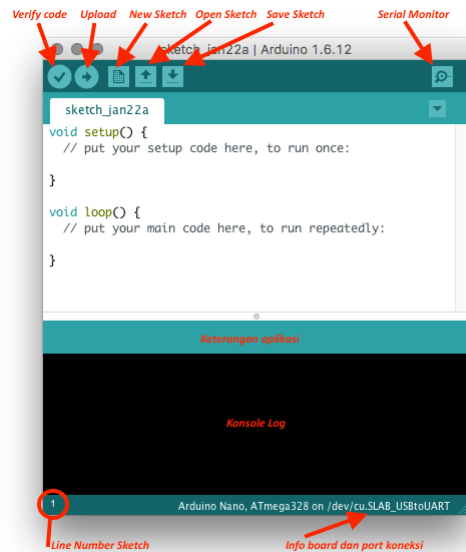 Verify code Upload New Sketch Open Sketch Save Sketch Serial Monitor
sketch_jan22a | Arduino 1.6.12
sketch_jan22a
void setup() {
// put your setup code here, to run once:
}
void loop() {
// put your main code here, to run repeatedly:
}
Keterangan aplikasi
Konsole Log
1 Arduino Nano, ATmega328 on /dev/cu.SLAB_USBtoUART
Line Number Sketch Info board dan port koneksi